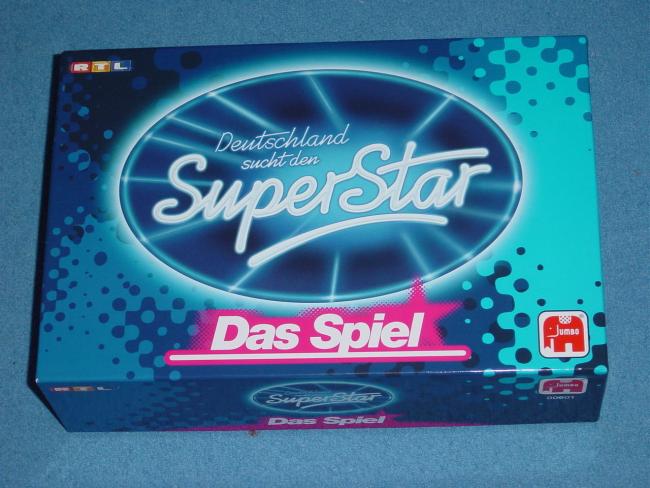 RTL
Deutschland
sucht den
SuperStar
Das Spiel
Jumbo
RTL
SuperStar
Jumbo
Das Spiel